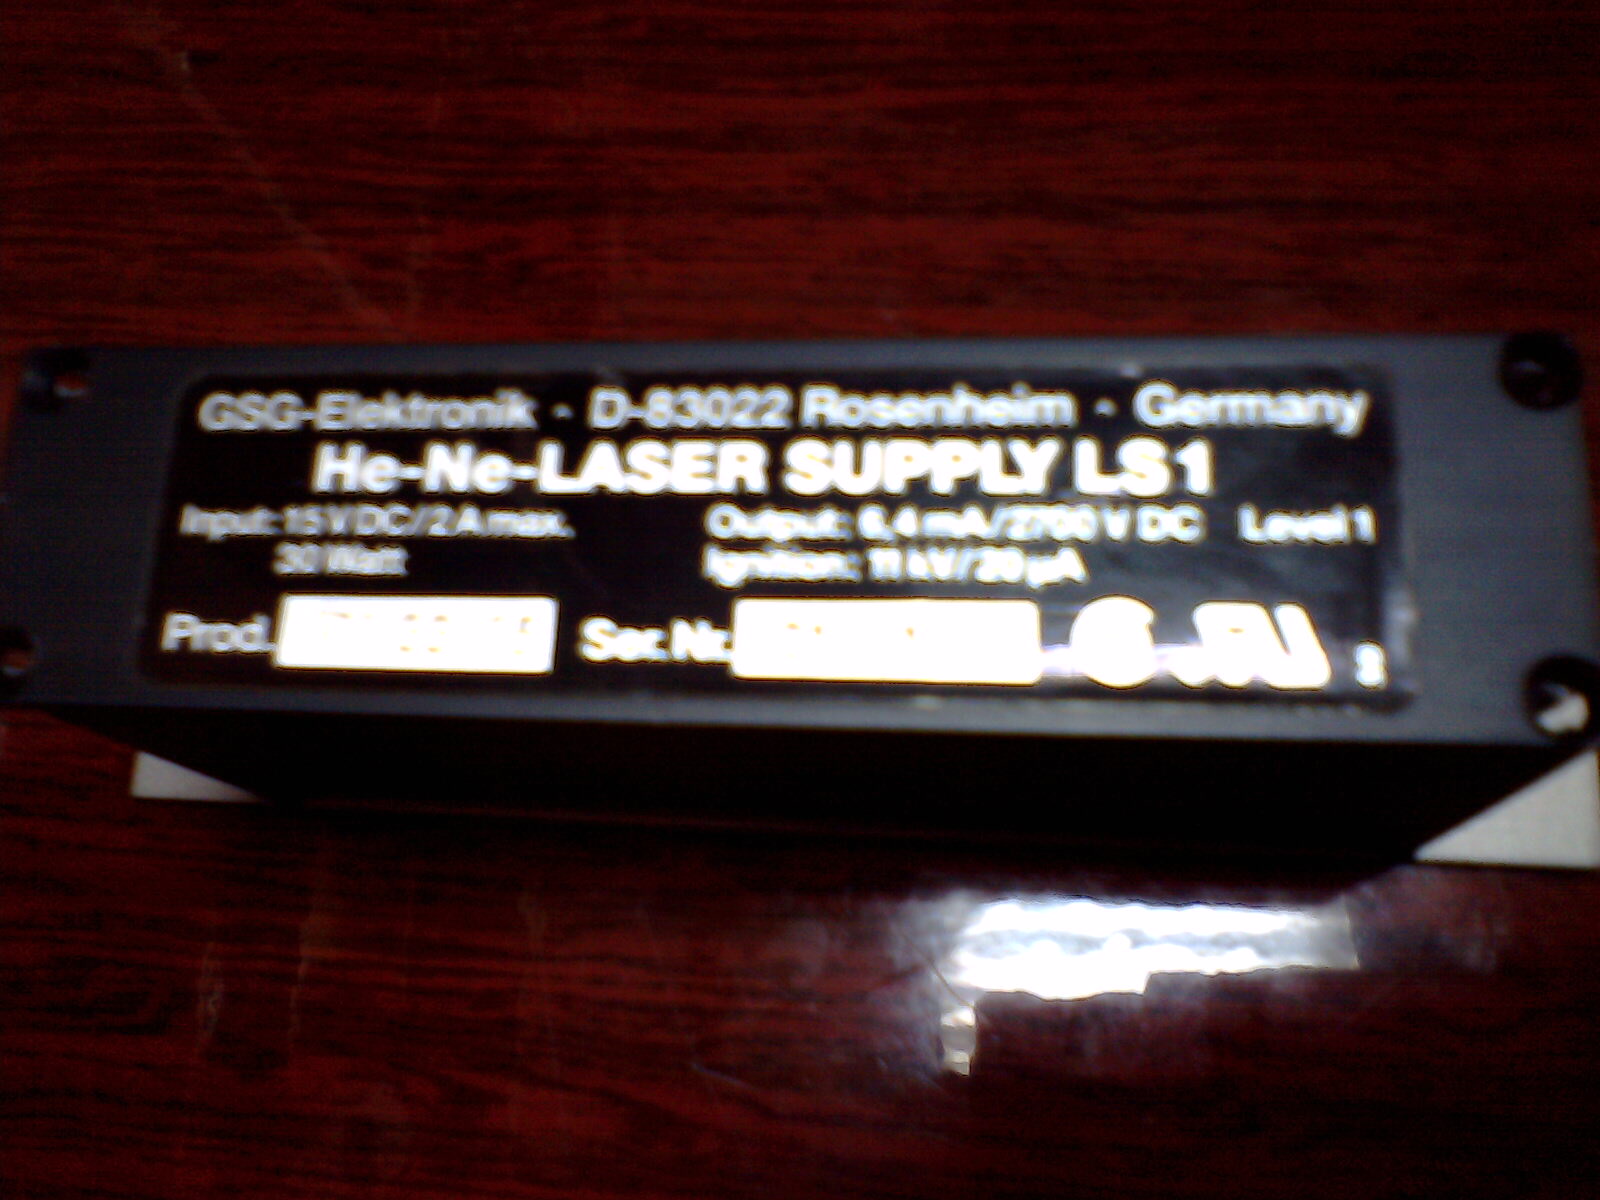 GSG-Elektronik - D-83022 Rosenheim - Germany
He-Ne-LASER SUPPLY LS1
Input: 15 V DC/2 A max. Output: 6,4 mA/2700 V DC Level 1
30 Watt Ignition: 11 kV/20 µA
Prod. Ser. Nr.